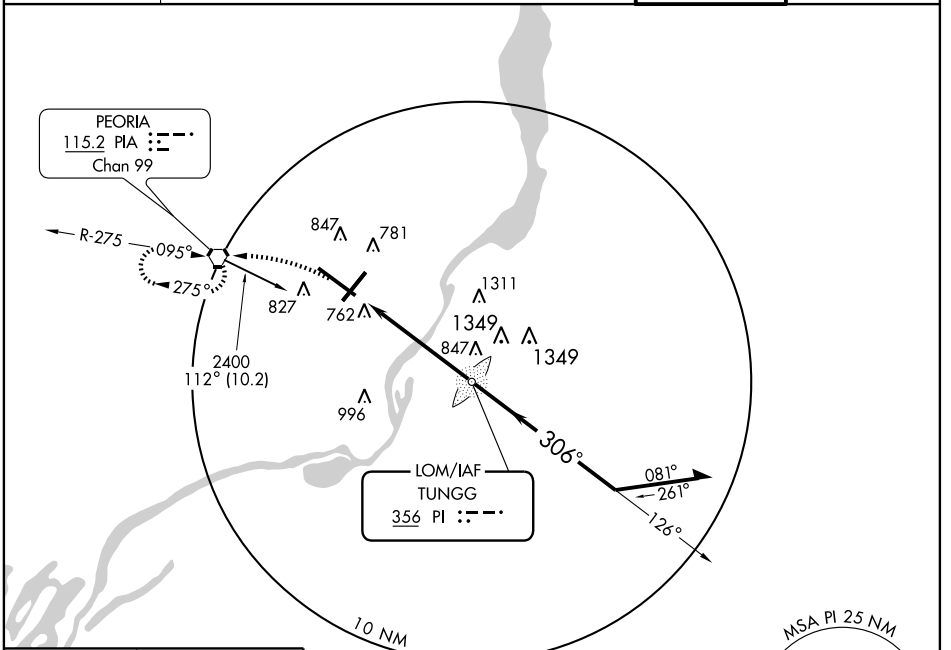 PEORIA
115.2 PIA
Chan 99
R-275
095°
275°
847
781
827
762
1311
1349
847
1349
2400
112° (10.2)
996
306°
LOM/IAF
TUNGG
356 PI
081°
261°
126°
10 NM
MSA PI 25 NM